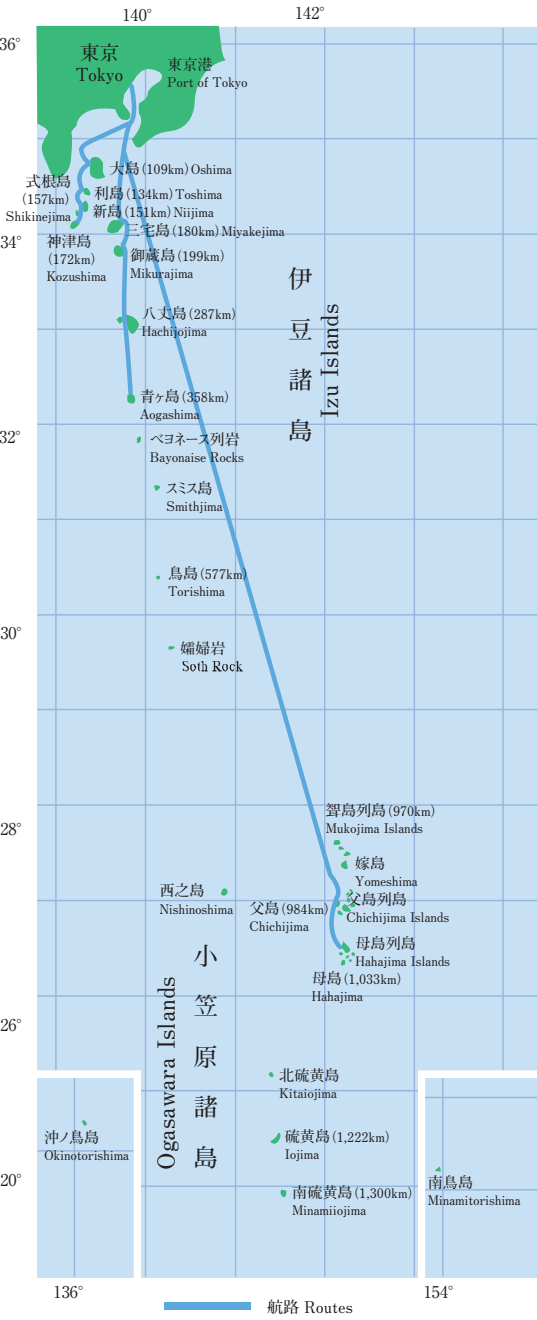 140°
142°
36°
東京
Tokyo
東京港
Port of Tokyo
大島(109km)Oshima
式根島
(157km)
Shikinejima
利島(134km)Toshima
新島(151km)Niijima
三宅島(180km)Miyakejima
34°
神津島
(172km)
Kozushima
御蔵島(199km)
Mikurajima
伊豆諸島
Izu Islands
八丈島(287km)
Hachijojima
青ヶ島(358km)
Aogashima
32°
ベヨネース列岩
Bayonaise Rocks
スミス島
Smithjima
鳥島(577km)
Torishima
30°
孀婦岩
Soth Rock
28°
聟島列島(970km)
Mukojima Islands
嫁島
Yomeshima
西之島
Nishinoshima
父島列島
Chichijima Islands
父島(984km)
Chichijima
母島列島
Hahajima Islands
母島(1,033km)
Hahajima
小笠原諸島
Ogasawara Islands
26°
北硫黄島
Kitaiojima
沖ノ鳥島
Okinotorishima
硫黄島(1,222km)
Iojima
20°
南硫黄島(1,300km)
Minamiiojima
南鳥島
Minamitorishima
136°
154°
航路 Routes